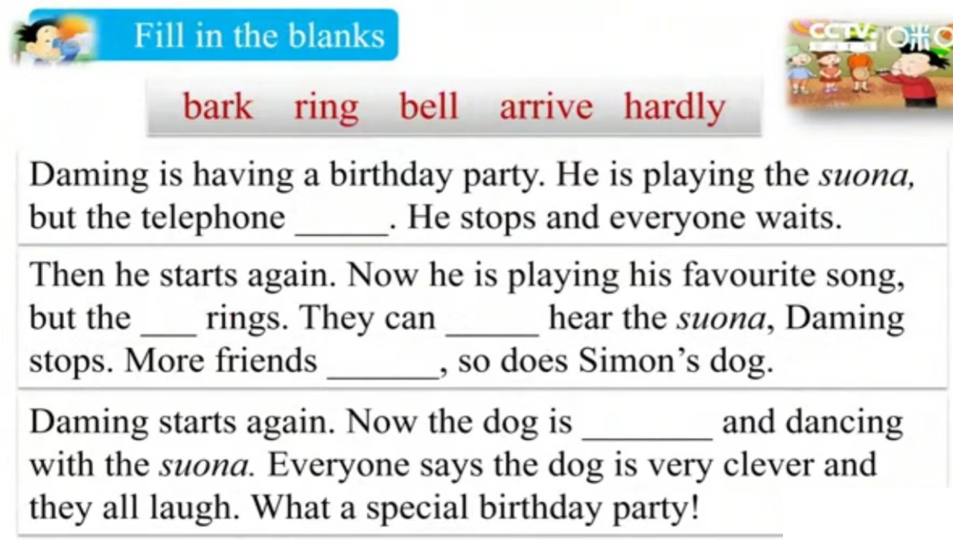 Fill in the blanks
CCTV
bark ring bell arrive hardly
Daming is having a birthday party. He is playing the suona,
but the telephone _____. He stops and everyone waits.
Then he starts again. Now he is playing his favourite song,
but the ___ rings. They can _____ hear the suona, Daming
stops. More friends ______, so does Simon’s dog.
Daming starts again. Now the dog is _______ and dancing
with the suona. Everyone says the dog is very clever and
they all laugh. What a special birthday party!